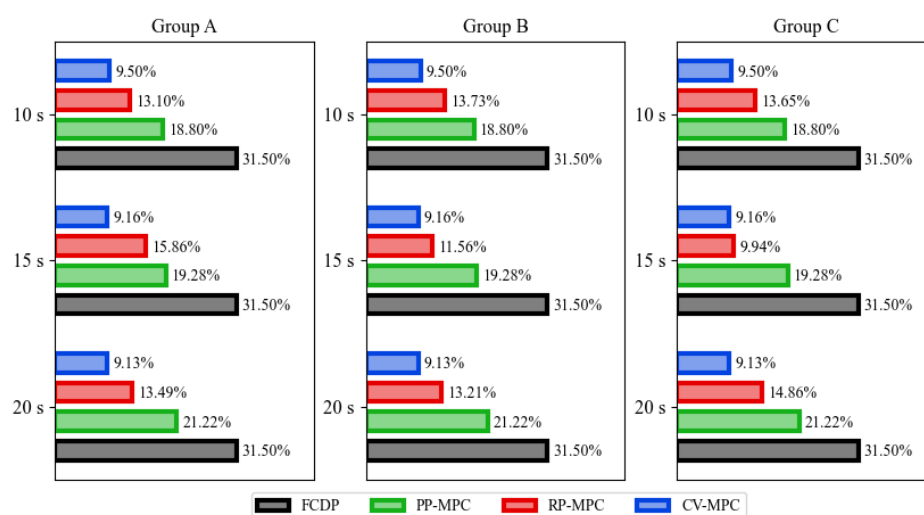 Group A
Group B
Group C
10 s
9.50%
13.10%
18.80%
31.50%
9.50%
13.73%
18.80%
31.50%
9.50%
13.65%
18.80%
31.50%
15 s
9.16%
15.86%
19.28%
31.50%
15 s
9.16%
11.56%
19.28%
31.50%
15 s
9.16%
9.94%
19.28%
31.50%
20 s
9.13%
13.49%
21.22%
31.50%
20 s
9.13%
13.21%
21.22%
31.50%
20 s
9.13%
14.86%
21.22%
31.50%
10 s
10 s
FCDP
PP-MPC
RP-MPC
CV-MPC